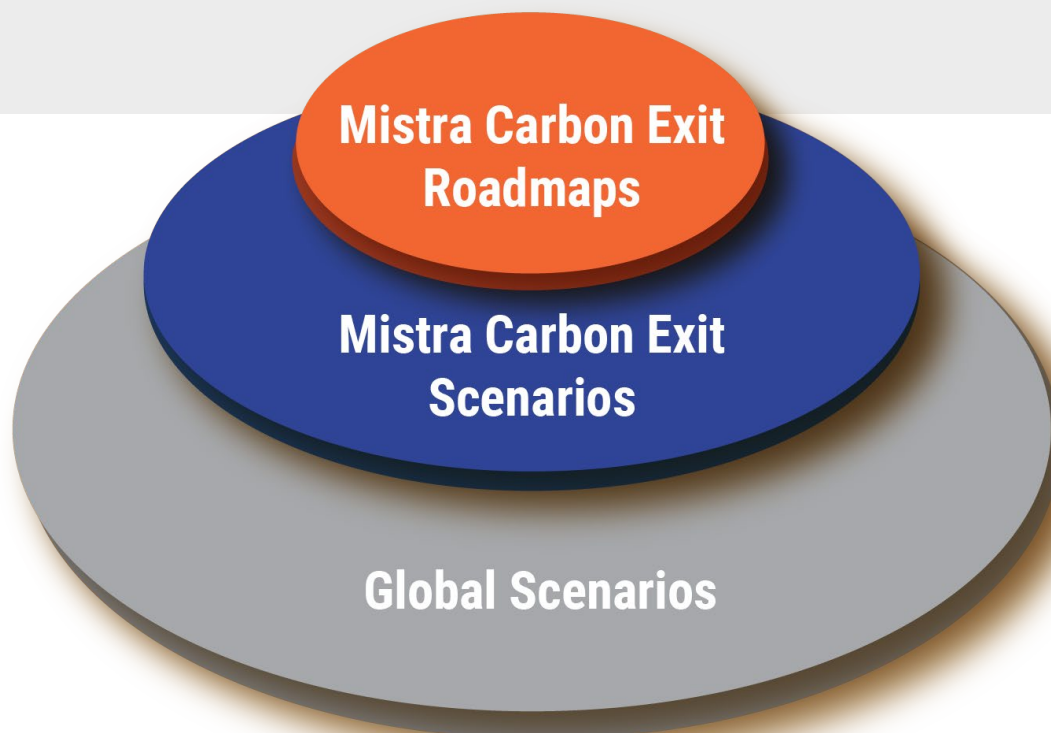 Mistra Carbon Exit
Roadmaps
Mistra Carbon Exit
Scenarios
Global Scenarios